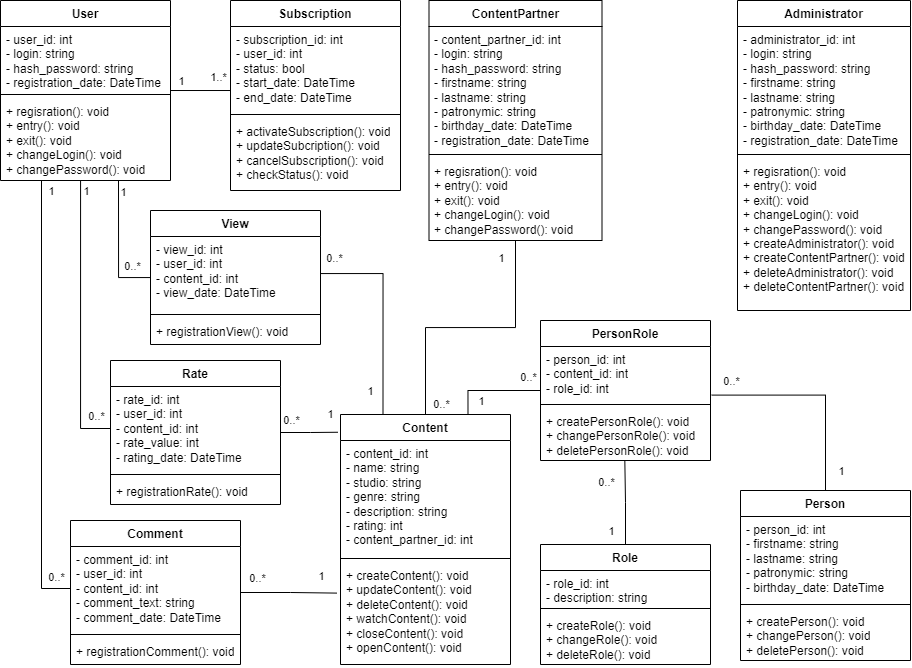 User
- user_id: int
- login: string
- hash_password: string
- registration_date: DateTime
+ regisration(): void
+ entry(): void
+ exit(): void
+ changeLogin(): void
+ changePassword(): void
1
1..*
Subscription
- subscription_id: int
- user_id: int
- status: bool
- start_date: DateTime
- end_date: DateTime
+ activateSubscription(): void
+ updateSubcription(): void
+ cancelSubscription(): void
+ checkStatus(): void
ContentPartner
- content_partner_id: int
- login: string
- hash_password: string
- firstname: string
- lastname: string
- patronymic: string
- birthday_date: DateTime
- registration_date: DateTime
+ regisration(): void
+ entry(): void
+ exit(): void
+ changeLogin(): void
+ changePassword(): void
Administrator
- administrator_id: int
- login: string
- hash_password: string
- firstname: string
- lastname: string
- patronymic: string
- birthday_date: DateTime
- registration_date: DateTime
+ regisration(): void
+ entry(): void
+ exit(): void
+ changeLogin(): void
+ changePassword(): void
+ createAdministrator(): void
+ createContentPartner(): void
+ deleteAdministrator(): void
+ deleteContentPartner(): void
1
1
1
0..*
View
- view_id: int
- user_id: int
- content_id: int
- view_date: DateTime
+ registrationView(): void
0..*
1
1
0..*
Rate
- rate_id: int
- user_id: int
- content_id: int
- rate_value: int
- rating_date: DateTime
+ registrationRate(): void
0..*
0..*
1
Comment
- comment_id: int
- user_id: int
- content_id: int
- comment_text: string
- comment_date: DateTime
+ registrationComment(): void
0..*
0..*
1
Content
- content_id: int
- name: string
- studio: string
- genre: string
- description: string
- rating: int
- content_partner_id: int
+ createContent(): void
+ updateContent(): void
+ deleteContent(): void
+ watchContent(): void
+ closeContent(): void
+ openContent(): void
1
0..*
PersonRole
- person_id: int
- content_id: int
- role_id: int
+ createPersonRole(): void
+ changePersonRole(): void
+ deletePersonRole(): void
0..*
1
0..*
1
Role
- role_id: int
- description: string
+ createRole(): void
+ changeRole(): void
+ deleteRole(): void
Person
- person_id: int
- firstname: string
- lastname: string
- patronymic: string
- birthday_date: DateTime
+ createPerson(): void
+ changePerson(): void
+ deletePerson(): void